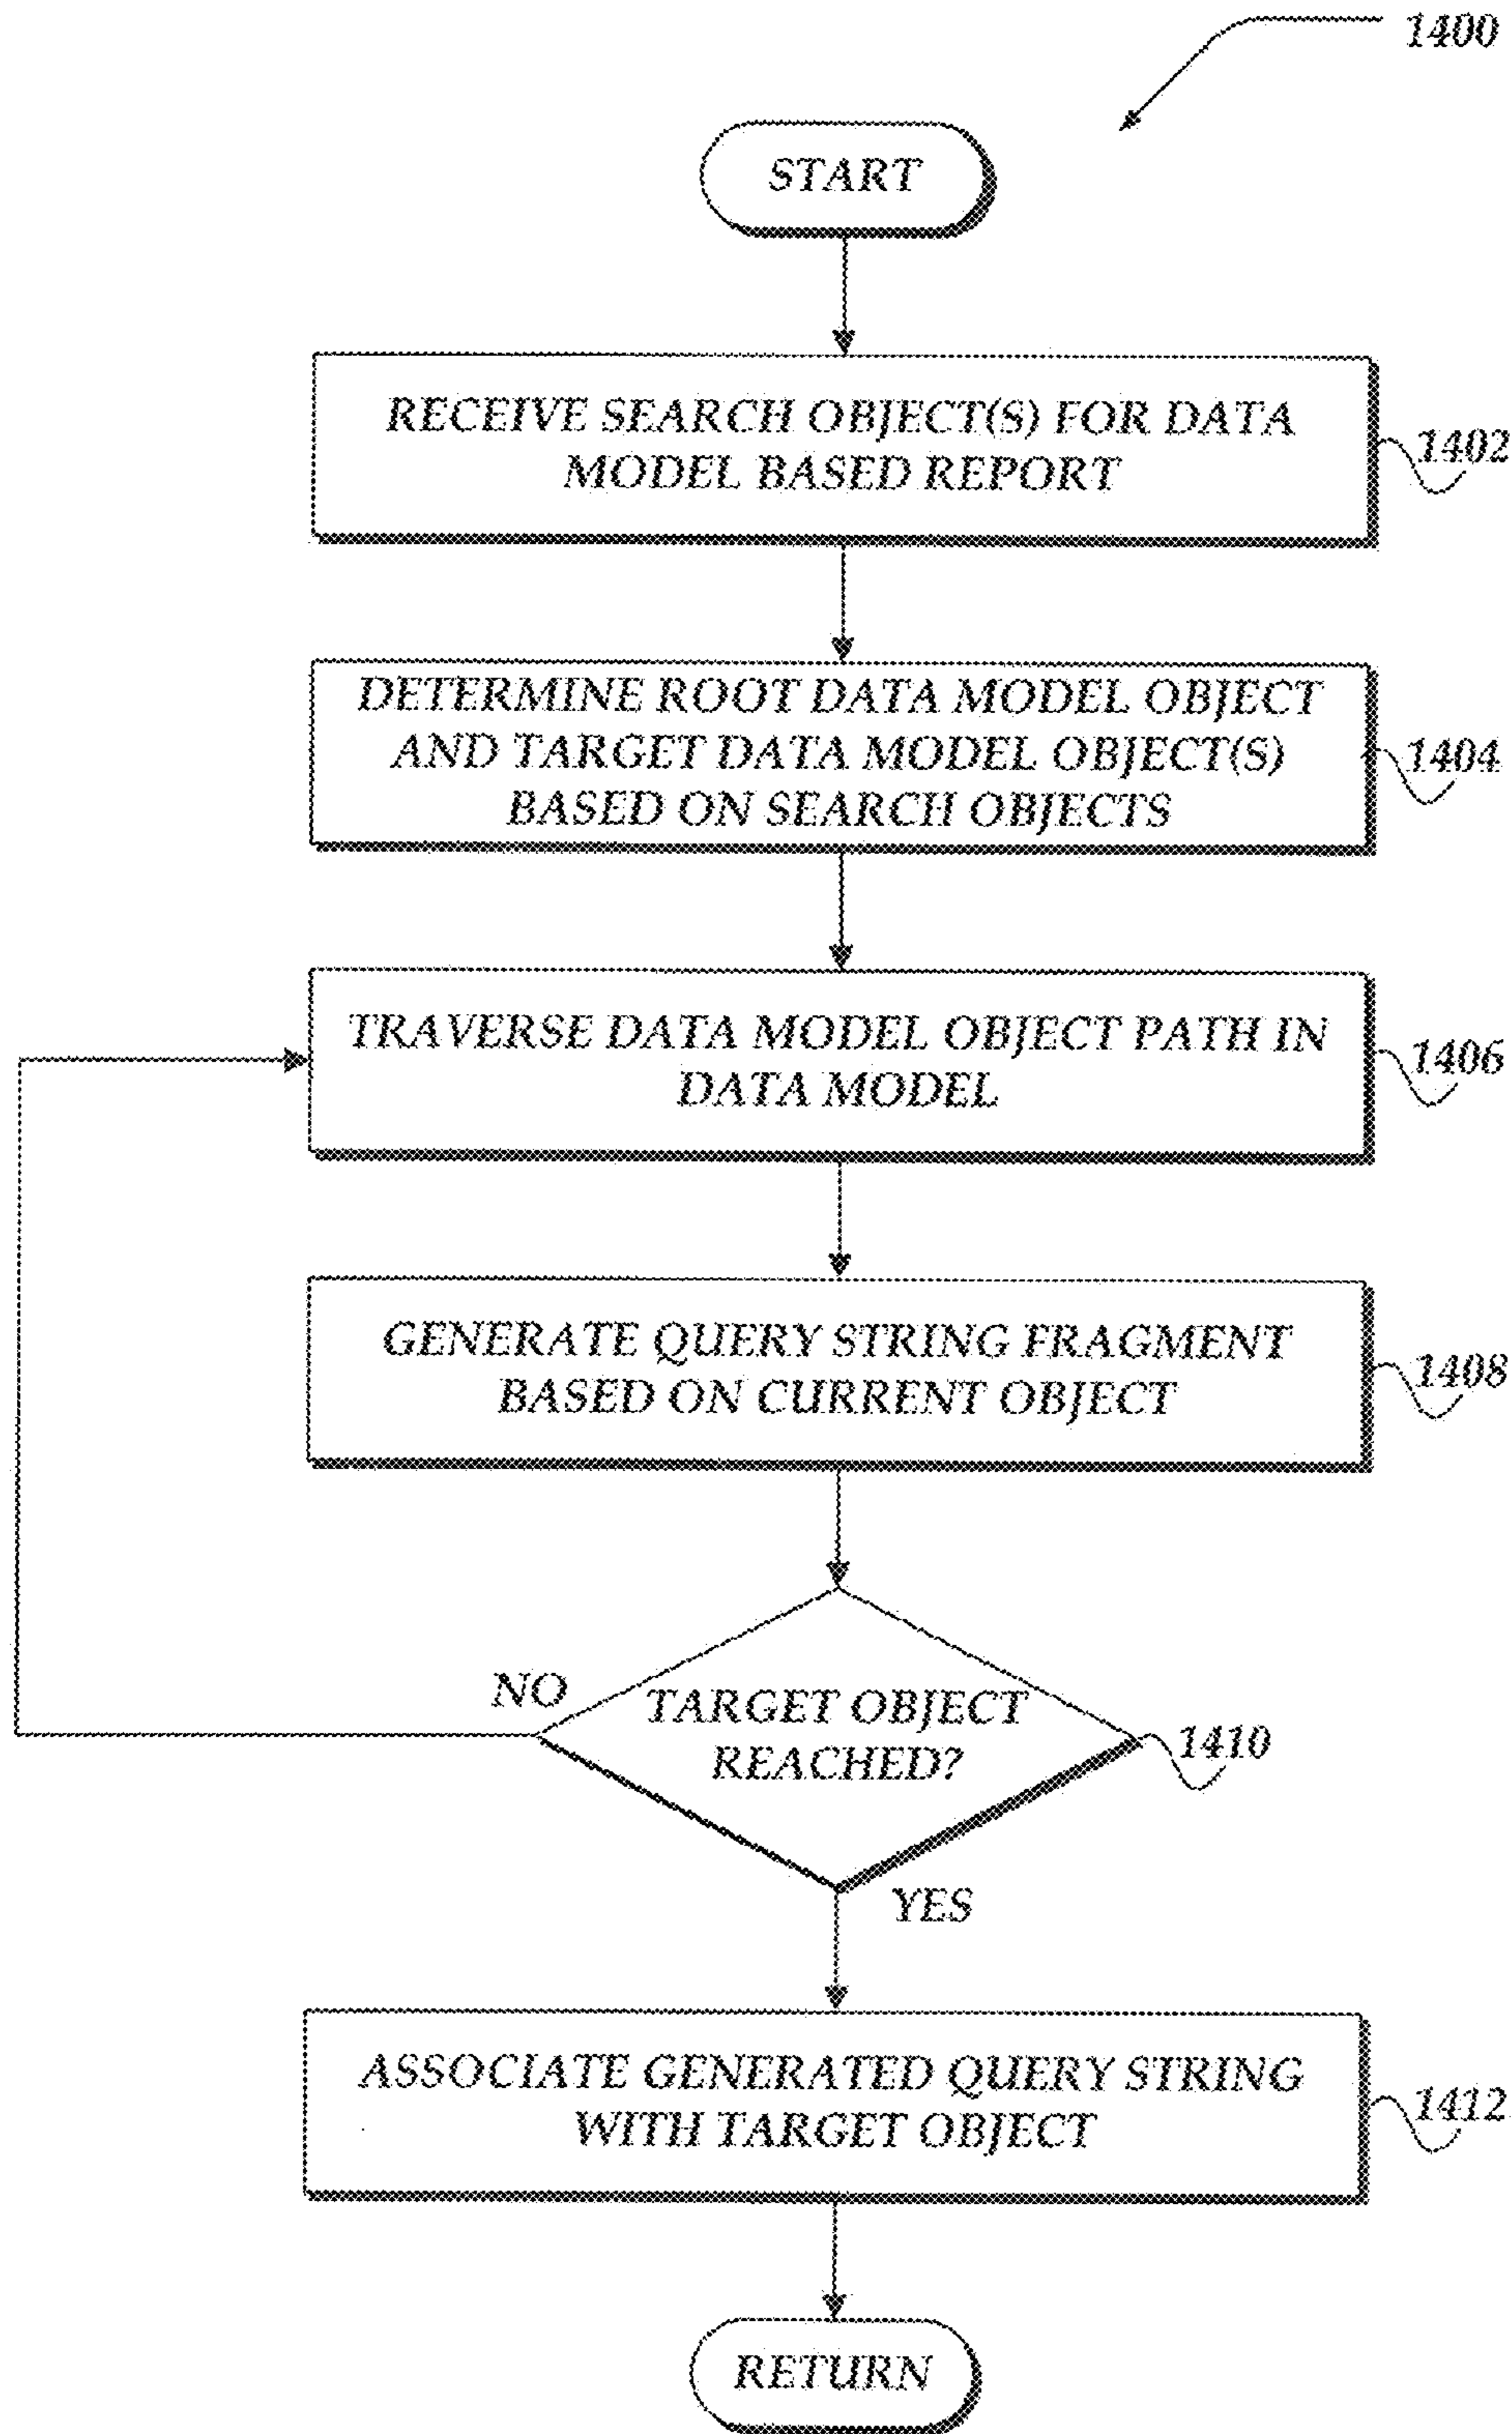 1400
START
RECEIVE SEARCH OBJECT(S) FOR DATA
MODEL BASED REPORT
1402
DETERMINE ROOT DATA MODEL OBJECT
AND TARGET DATA MODEL OBJECT(S)
BASED ON SEARCH OBJECTS
1404
TRAVERSE DATA MODEL OBJECT PATH IN
DATA MODEL
1406
GENERATE QUERY STRING FRAGMENT
BASED ON CURRENT OBJECT
1408
NO
TARGET OBJECT
REACHED?
1410
YES
ASSOCIATE GENERATED QUERY STRING
WITH TARGET OBJECT
1412
RETURN